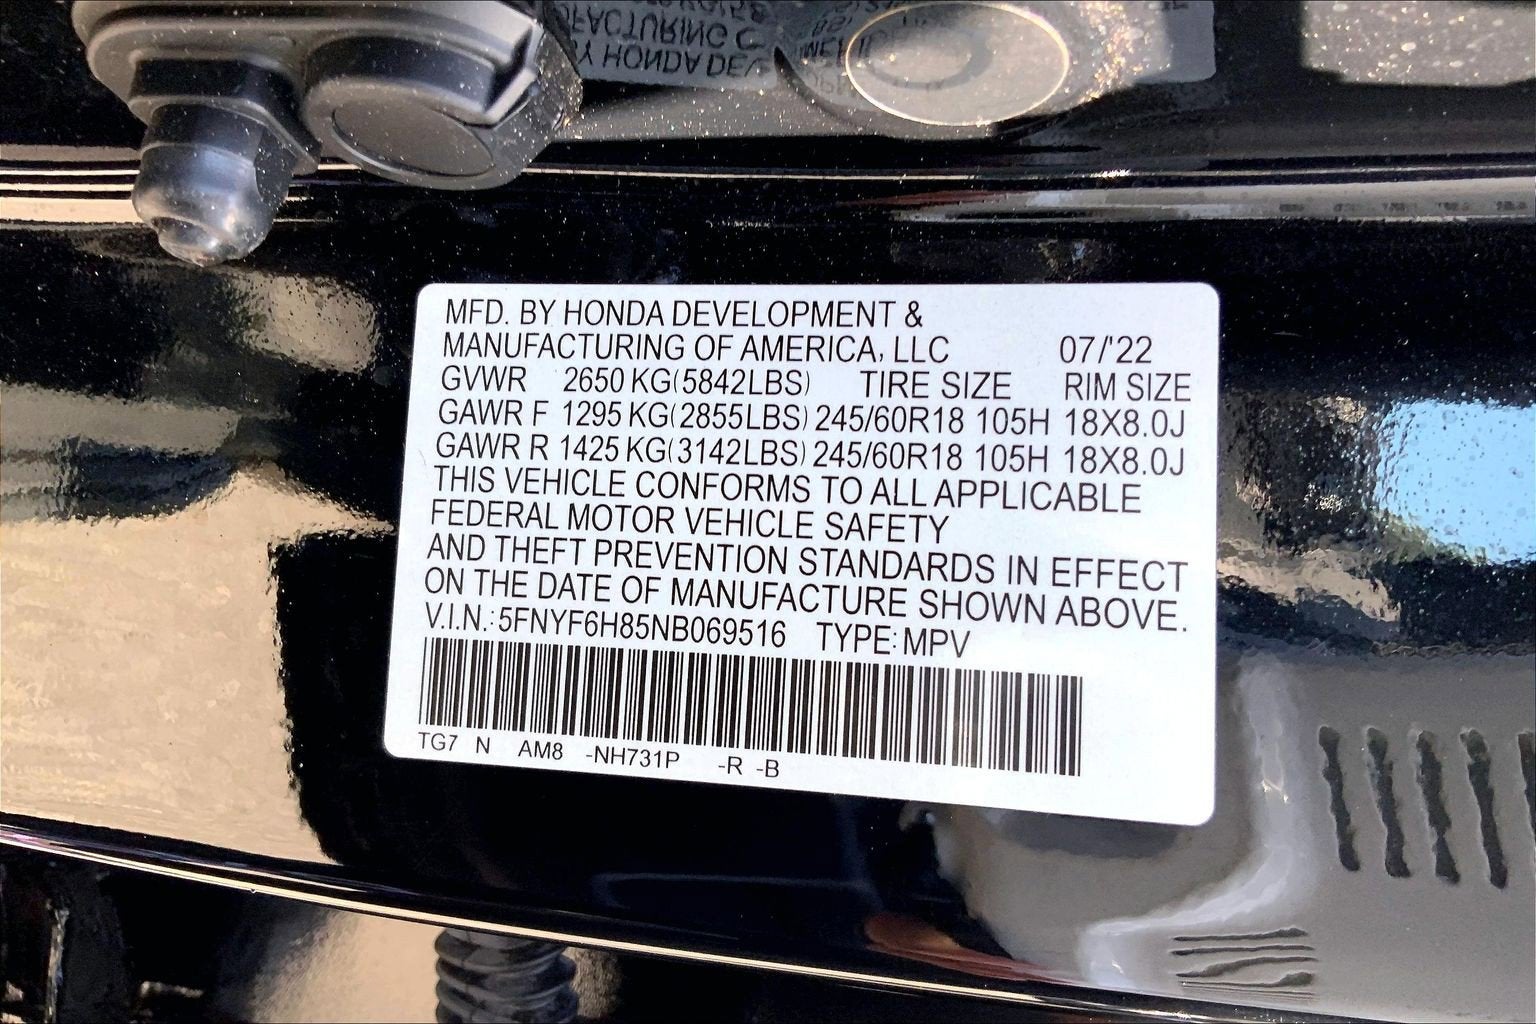 MFD. BY HONDA DEVELOPMENT &
MANUFACTURING OF AMERICA, LLC 07/'22
GVWR 2650 KG(5842LBS) TIRE SIZE RIM SIZE
GAWR F 1295 KG(2855LBS) 245/60R18 105H 18X8.0J
GAWR R 1425 KG(3142LBS) 245/60R18 105H 18X8.0J
THIS VEHICLE CONFORMS TO ALL APPLICABLE
FEDERAL MOTOR VEHICLE SAFETY
AND THEFT PREVENTION STANDARDS IN EFFECT
ON THE DATE OF MANUFACTURE SHOWN ABOVE.
V.I.N.: 5FNYF6H85NB069516 TYPE: MPV
TG7 N AM8 -NH731P -R -B